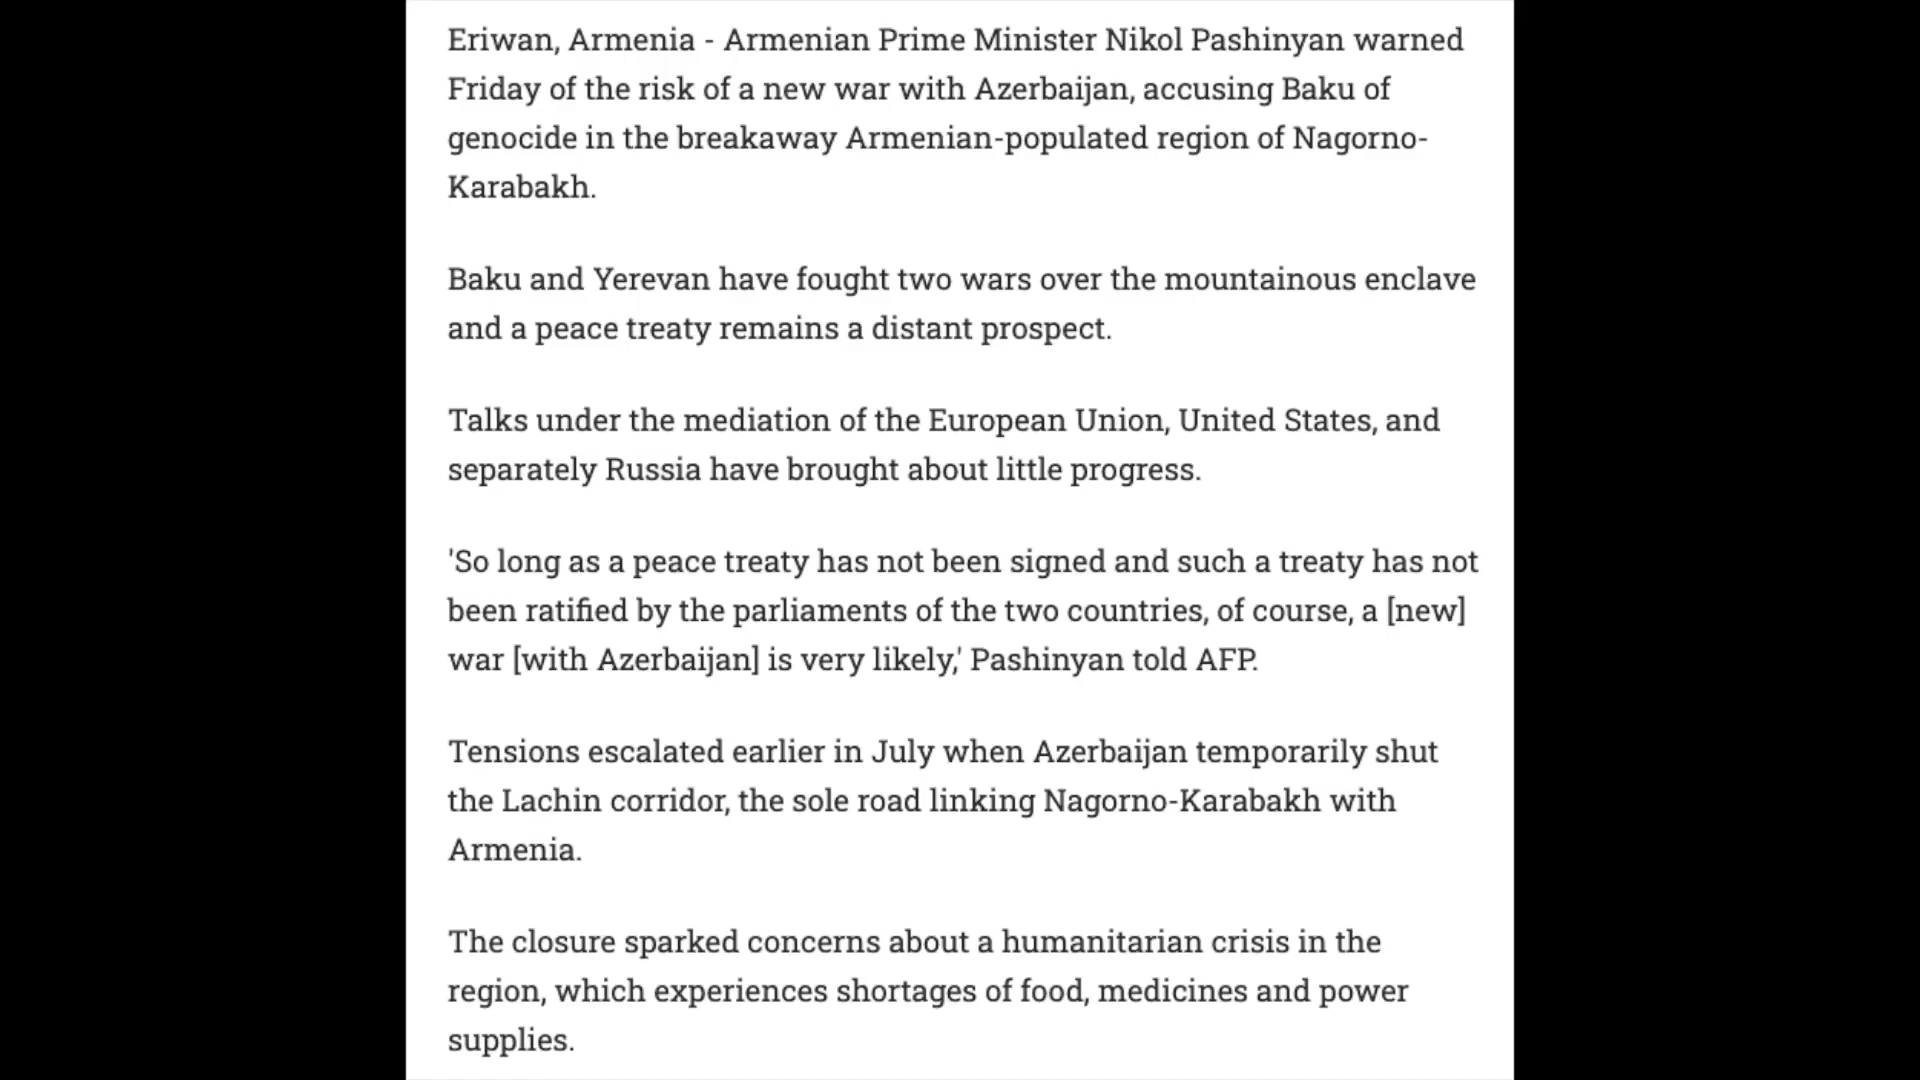 Eriwan, Armenia - Armenian Prime Minister Nikol Pashinyan warned
Friday of the risk of a new war with Azerbaijan, accusing Baku of
genocide in the breakaway Armenian-populated region of Nagorno-
Karabakh.
Baku and Yerevan have fought two wars over the mountainous enclave
and a peace treaty remains a distant prospect.
Talks under the mediation of the European Union, United States, and
separately Russia have brought about little progress.
'So long as a peace treaty has not been signed and such a treaty has not
been ratified by the parliaments of the two countries, of course, a [new]
war [with Azerbaijan] is very likely,' Pashinyan told AFP.
Tensions escalated earlier in July when Azerbaijan temporarily shut
the Lachin corridor, the sole road linking Nagorno-Karabakh with
Armenia.
The closure sparked concerns about a humanitarian crisis in the
region, which experiences shortages of food, medicines and power
supplies.